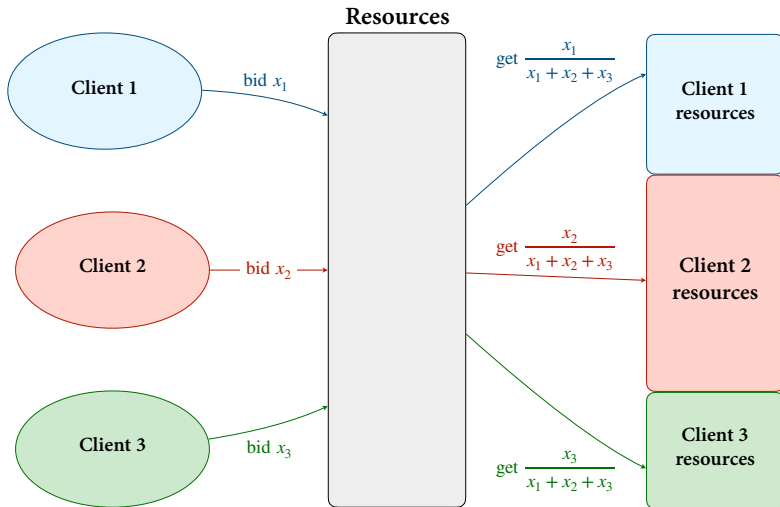 Resources
Client 1
bid x₁
get x₁ / (x₁ + x₂ + x₃)
Client 1
resources
Client 2
bid x₂
get x₂ / (x₁ + x₂ + x₃)
Client 2
resources
Client 3
bid x₃
get x₃ / (x₁ + x₂ + x₃)
Client 3
resources